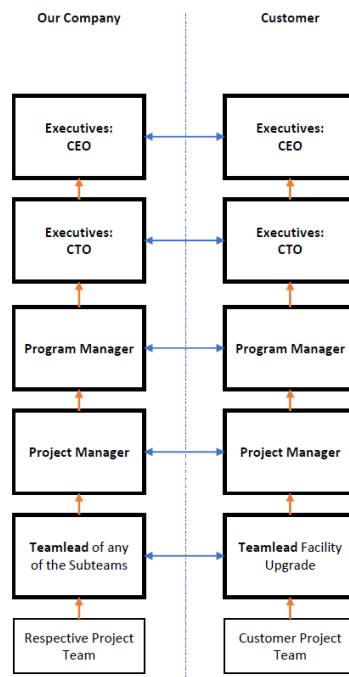 Our Company
Customer
Executives:
CEO
Executives:
CEO
Executives:
CTO
Executives:
CTO
Program Manager
Program Manager
Project Manager
Project Manager
Teamlead of any
of the Subteams
Teamlead Facility
Upgrade
Respective Project
Team
Customer Project
Team